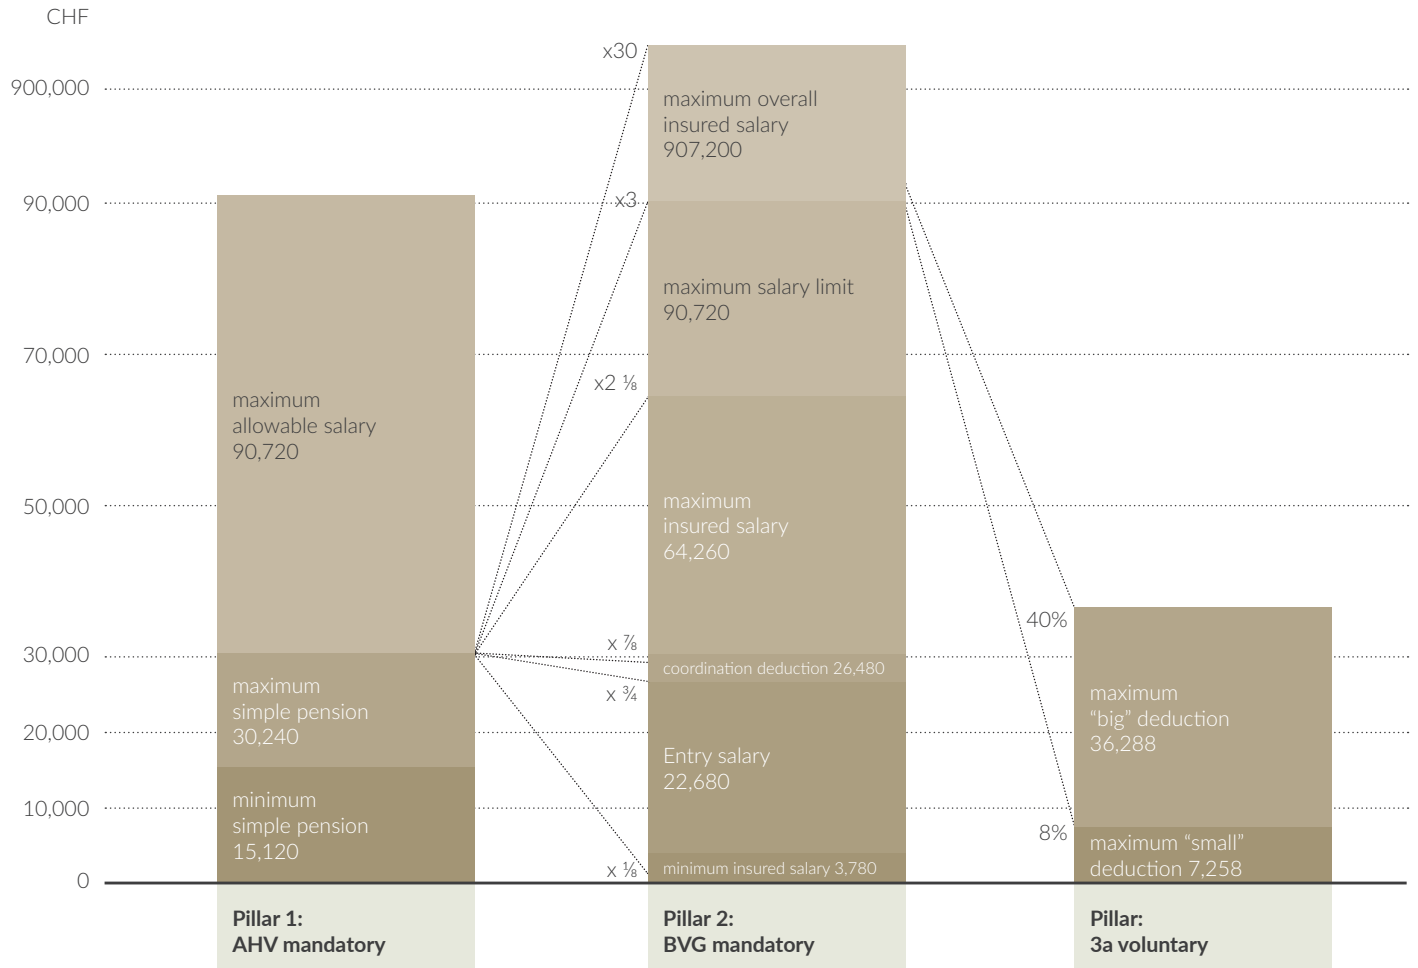 CHF
900,000
90,000
70,000
50,000
30,000
20,000
10,000
0
maximum
allowable salary
90,720
maximum
simple pension
30,240
minimum
simple pension
15,120
Pillar 1:
AHV mandatory
x30
x3
x2 ⅛
x ⅞
x ¾
x ⅛
maximum overall
insured salary
907,200
maximum salary limit
90,720
maximum
insured salary
64,260
coordination deduction 26,480
Entry salary
22,680
minimum insured salary 3,780
Pillar 2:
BVG mandatory
40%
8%
maximum
“big” deduction
36,288
maximum “small”
deduction 7,258
Pillar:
3a voluntary